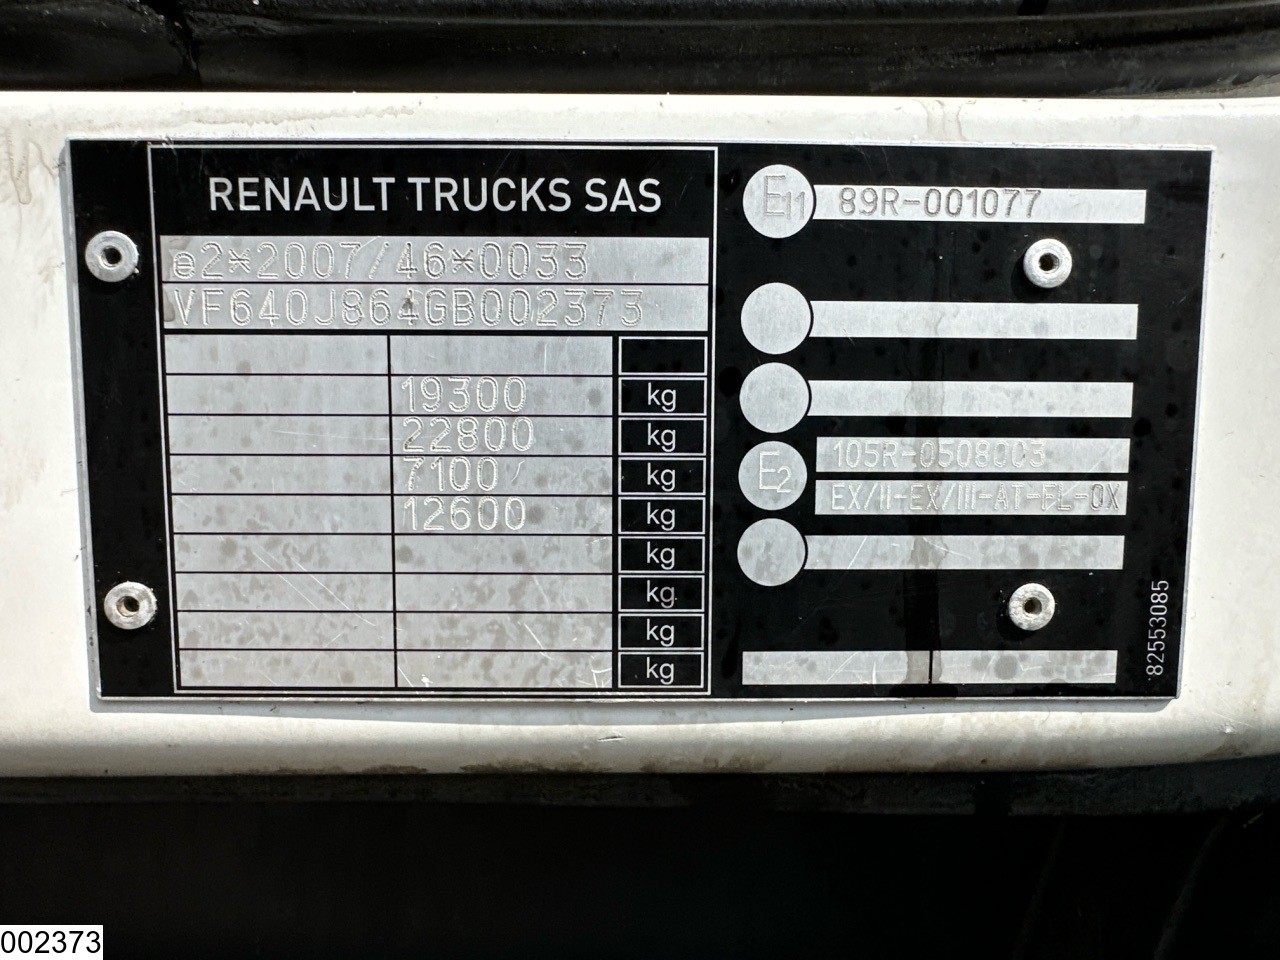 RENAULT TRUCKS SAS
e2*2007/46*0033
VF640J864GB002373
19300 kg
22800 kg
7100 kg
12600 kg
kg
kg
kg
kg
E11 89R-001077
E2 105R-0508003
EX/II-EX/III-AT-FL-OX
82553085
002373